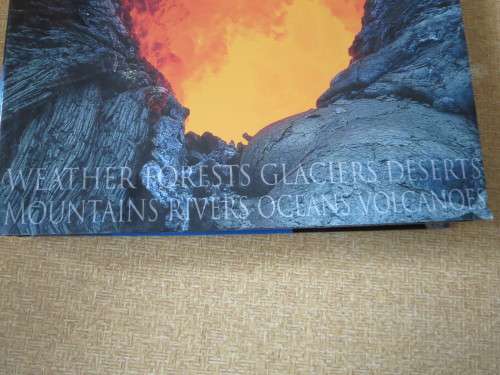 WEATHER FORESTS GLACIERS DESERTS
MOUNTAINS RIVERS OCEANS VOLCANOES